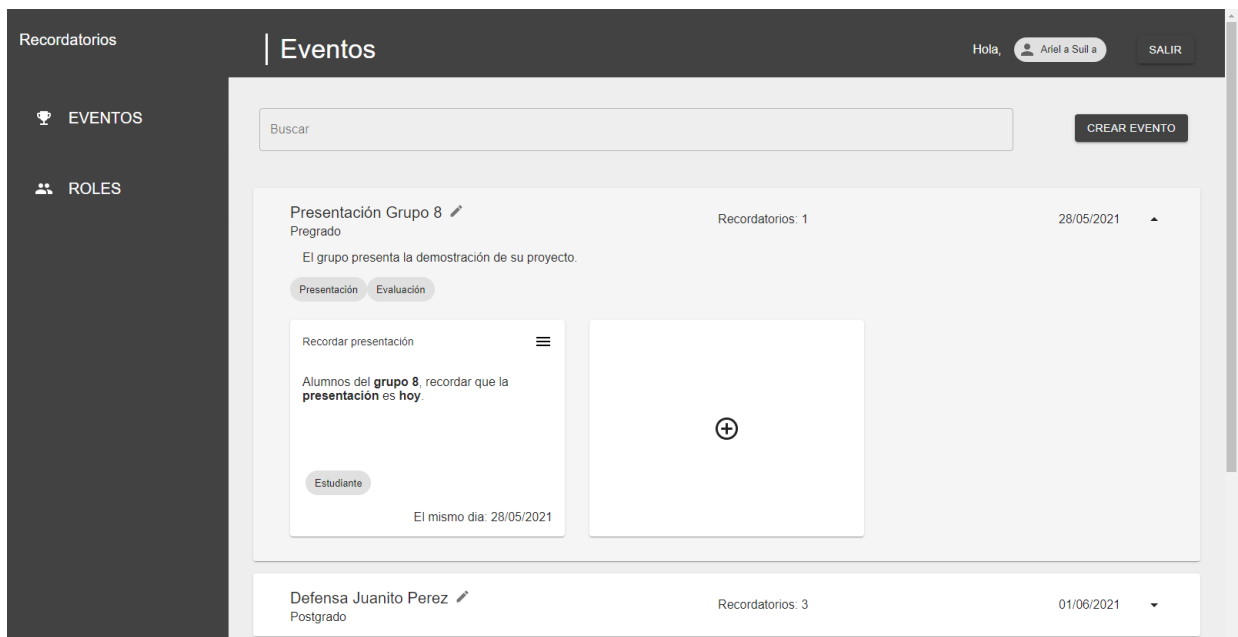 Recordatorios
Eventos
Hola,
Ariel a Suil a
SALIR
EVENTOS
ROLES
Buscar
CREAR EVENTO
Presentación Grupo 8
Pregrado
Recordatorios: 1
28/05/2021
El grupo presenta la demostración de su proyecto.
Presentación
Evaluación
Recordar presentación
Alumnos del grupo 8, recordar que la
presentación es hoy.
Estudiante
El mismo dia: 28/05/2021
Defensa Juanito Perez
Postgrado
Recordatorios: 3
01/06/2021